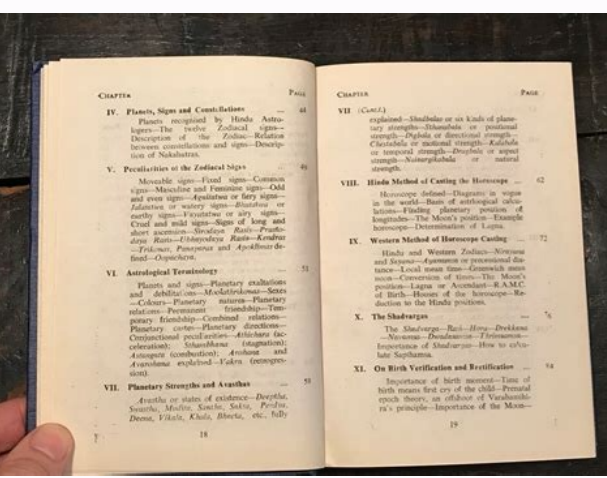 CHAPTER PAGE
IV. Planets, Signs and Constellations ... 44
Planets recognised by Hindu Astro-
logers—The twelve Zodiacal signs—
Description of the Zodiac—Relation
between constellations and signs—Descrip-
tion of Nakshatras.
V. Peculiarities of the Zodiacal Signs
Moveable signs—Fixed signs—Common
signs—Masculine and Feminine signs—Odd
and even signs—Agnitatwa or fiery signs—
Jalatatwa or watery signs—Bhutatwa or
earthy signs—Vayutatwa or airy signs—
Cruel and mild signs—Signs of long and
short ascension—Sirodaya Rasis—Prusto-
daya Rasis—Ubhayodaya Rasis—Kendras
—Trikonas, Panaparas and Apoklimas de-
fined—Oopachaya.
VI. Astrological Terminology ... 51
Planets and signs—Planetary exaltations
and debilitations—Moolathrikonas—Sexes
—Colours—Planetary natures—Planetary
relations—Permanent friendship—Tem-
porary friendship—Combined relations—
Planetary castes—Planetary directions—
Conjunctional peculiarities—Athichara (ac-
celeration); Sthambhana (stagnation);
Astangata (combustion); Arohana and
Avarohana explained—Vakra (retrogres-
sion).
VII. Planetary Strengths and Avasthas ... 59
Avastha or states of existence—Deeptha,
Swastha, Muditha, Santha, Sakta, Peedya,
Deena, Vikala, Khala, Bheeta, etc., fully
18
CHAPTER PAGE
VII (Contd.)
explained—Shadbalas or six kinds of plane-
tary strengths—Sthanabala or positional
strength—Digbala or directional strength—
Chestabala or motional strength—Kalabala
or temporal strength—Drugbala or aspect
strength—Naisargikabala or natural
strength.
VIII. Hindu Method of Casting the Horoscope ... 62
Horoscope defined—Diagrams in vogue
in the world—Basis of astrological calcu-
lations—Finding planetary position of
longitudes—The Moon's position—Example
horoscope—Determination of Lagna.
IX. Western Method of Horoscope Casting ... 72
Hindu and Western Zodiacs—Nirayana
and Sayana—Ayanamsa or precessional dis-
tance—Local mean time—Greenwich mean
noon—Conversion of times—The Moon's
position—Lagna or Ascendant—R.A.M.C.
of Birth—Houses of the horoscope—Re-
duction to the Hindu positions.
X. The Shadvargas
The Shadvargas—Rasi—Hora—Drekkana
—Navamsa—Dwadasamsa—Thrimsamsa—
Importance of Shadvargas—How to calcu-
late Sapthamsa.
XI. On Birth Verification and Rectification ...
Importance of birth moment—Time of
birth means first cry of the child—Prenatal
epoch theory, an offshoot of Varahamihi-
ra's principle—Importance of the Moon—
19